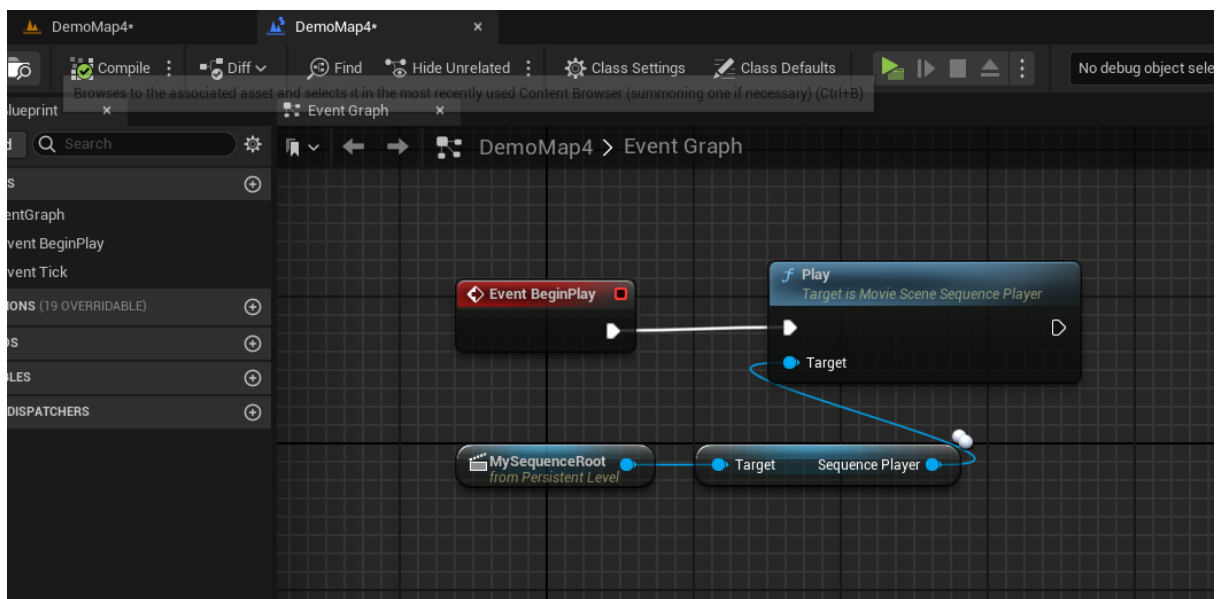 DemoMap4*
DemoMap4*
Compile
Diff
Find
Hide Unrelated
Class Settings
Class Defaults
No debug object sele
Browses to the associated asset and selects it in the most recently used Content Browser (summoning one if necessary) (Ctrl+B)
lueprint
Event Graph
d
Search
DemoMap4 > Event Graph
S
entGraph
vent BeginPlay
vent Tick
IONS (19 OVERRIDABLE)
DS
LES
DISPATCHERS
Event BeginPlay
f Play
Target is Movie Scene Sequence Player
Target
MySequenceRoot
from Persistent Level
Target Sequence Player